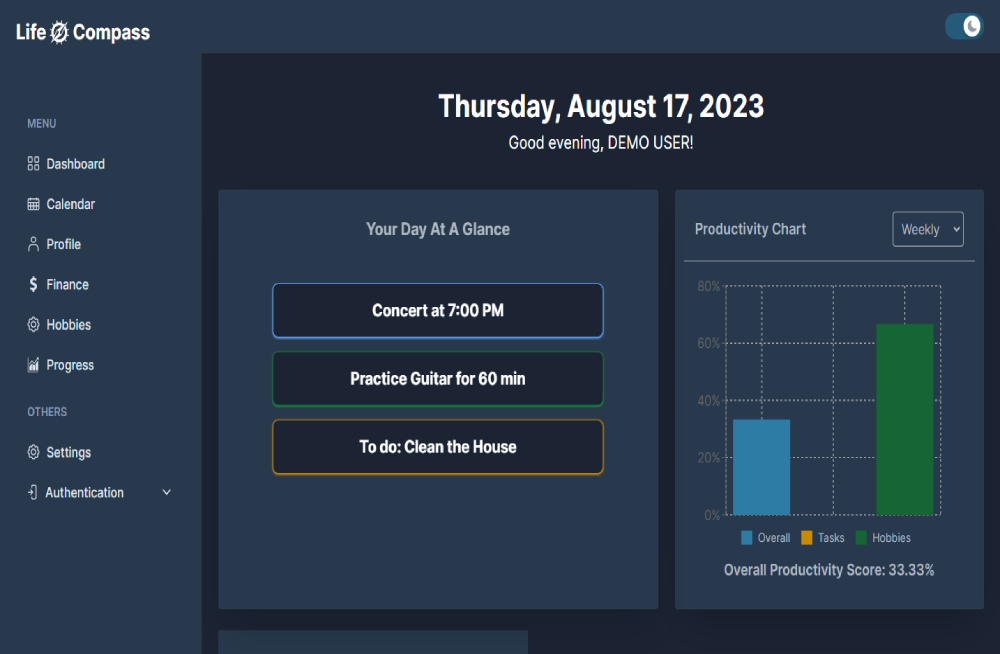 Life Compass
MENU
Dashboard
Calendar
Profile
Finance
Hobbies
Progress
OTHERS
Settings
Authentication
Thursday, August 17, 2023
Good evening, DEMO USER!
Your Day At A Glance
Concert at 7:00 PM
Practice Guitar for 60 min
To do: Clean the House
Productivity Chart
Weekly
80%
60%
40%
20%
0%
Overall Tasks Hobbies
Overall Productivity Score: 33.33%